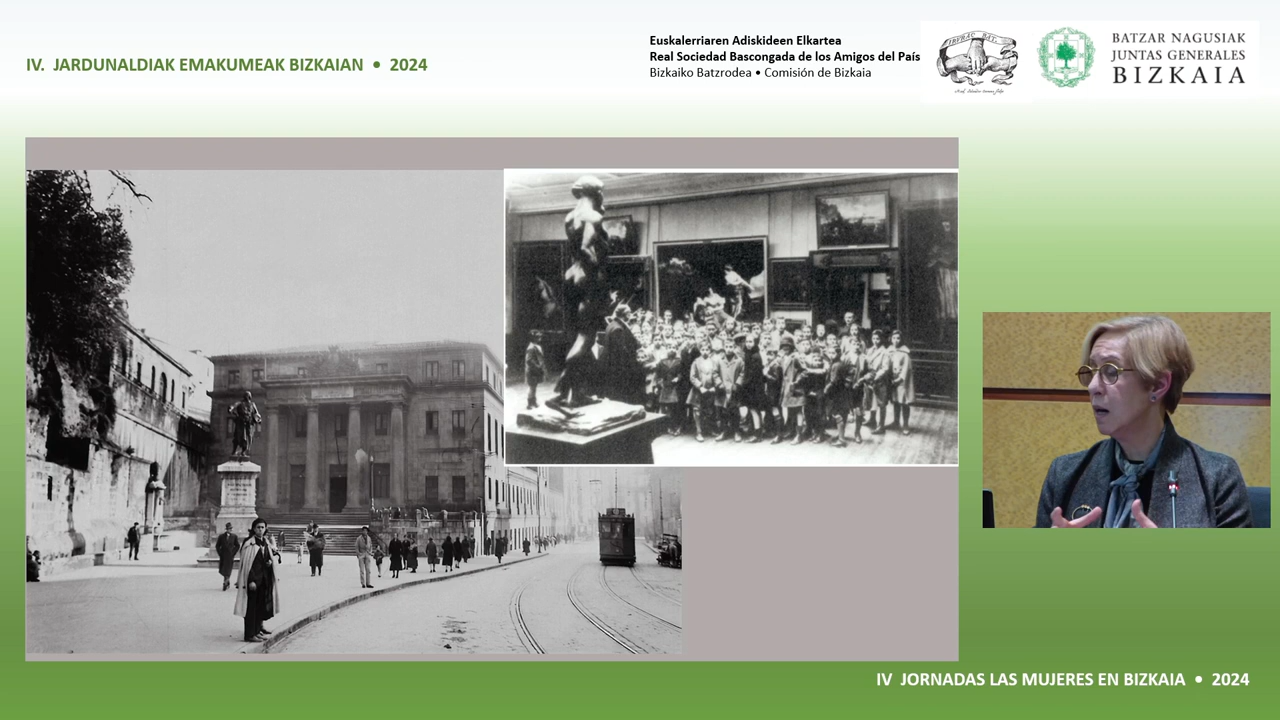 IV. JARDUNALDIAK EMAKUMEAK BIZKAIAN • 2024
Euskalerriaren Adiskideen Elkartea
Real Sociedad Bascongada de los Amigos del País
Bizkaiko Batzrodea • Comisión de Bizkaia
BATZAR NAGUSIAK
JUNTAS GENERALES
BIZKAIA
IV JORNADAS LAS MUJERES EN BIZKAIA • 2024